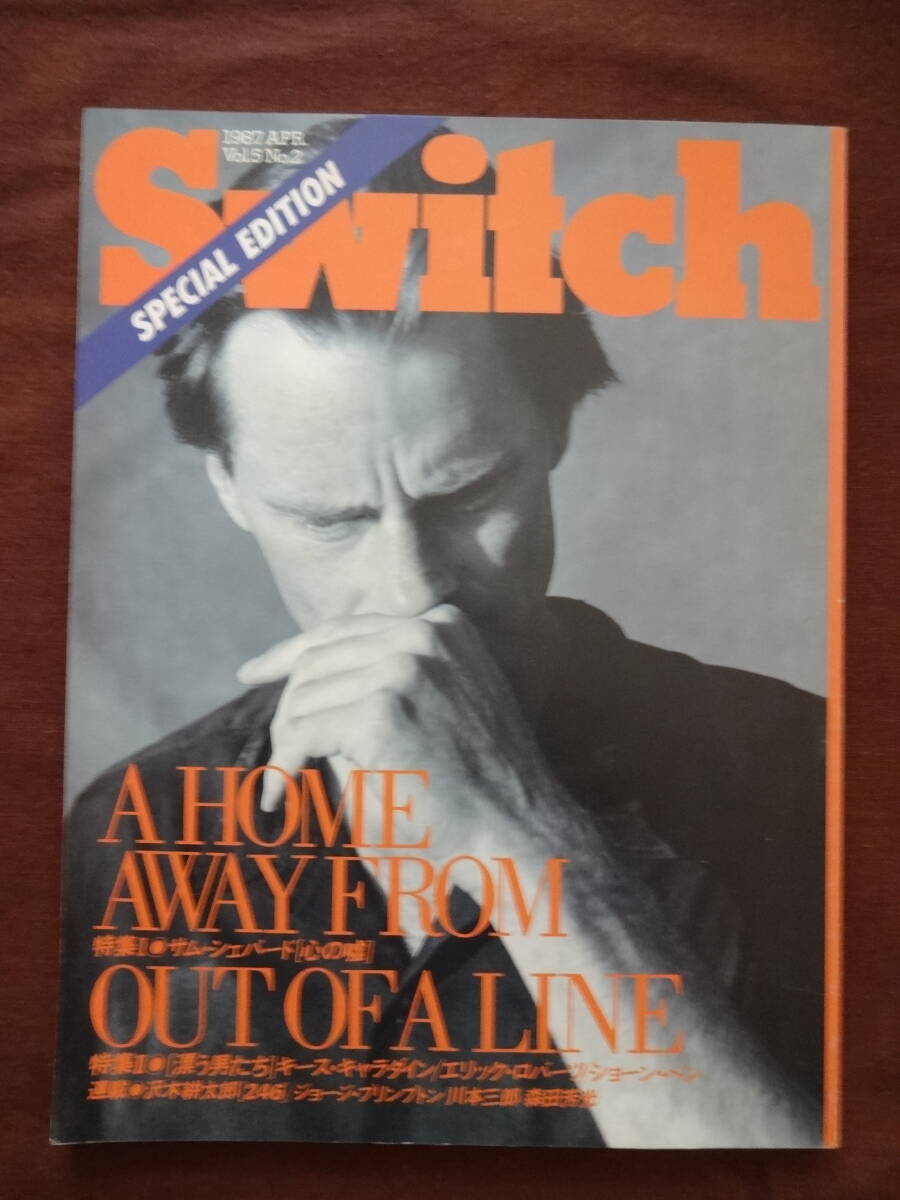 1987 APR.
Vol.5 No.2
Switch
SPECIAL EDITION
A HOME
AWAY FROM
特集I●サム・シェパード[心の嘘]
OUT OF A LINE
特集II●[漂う男たち]キース・キャラダイン/エリック・ロバーツ/ショーン・ペン
連載●沢木耕太郎[246] ジョージ・プリンプトン 川本三郎 森田芳光